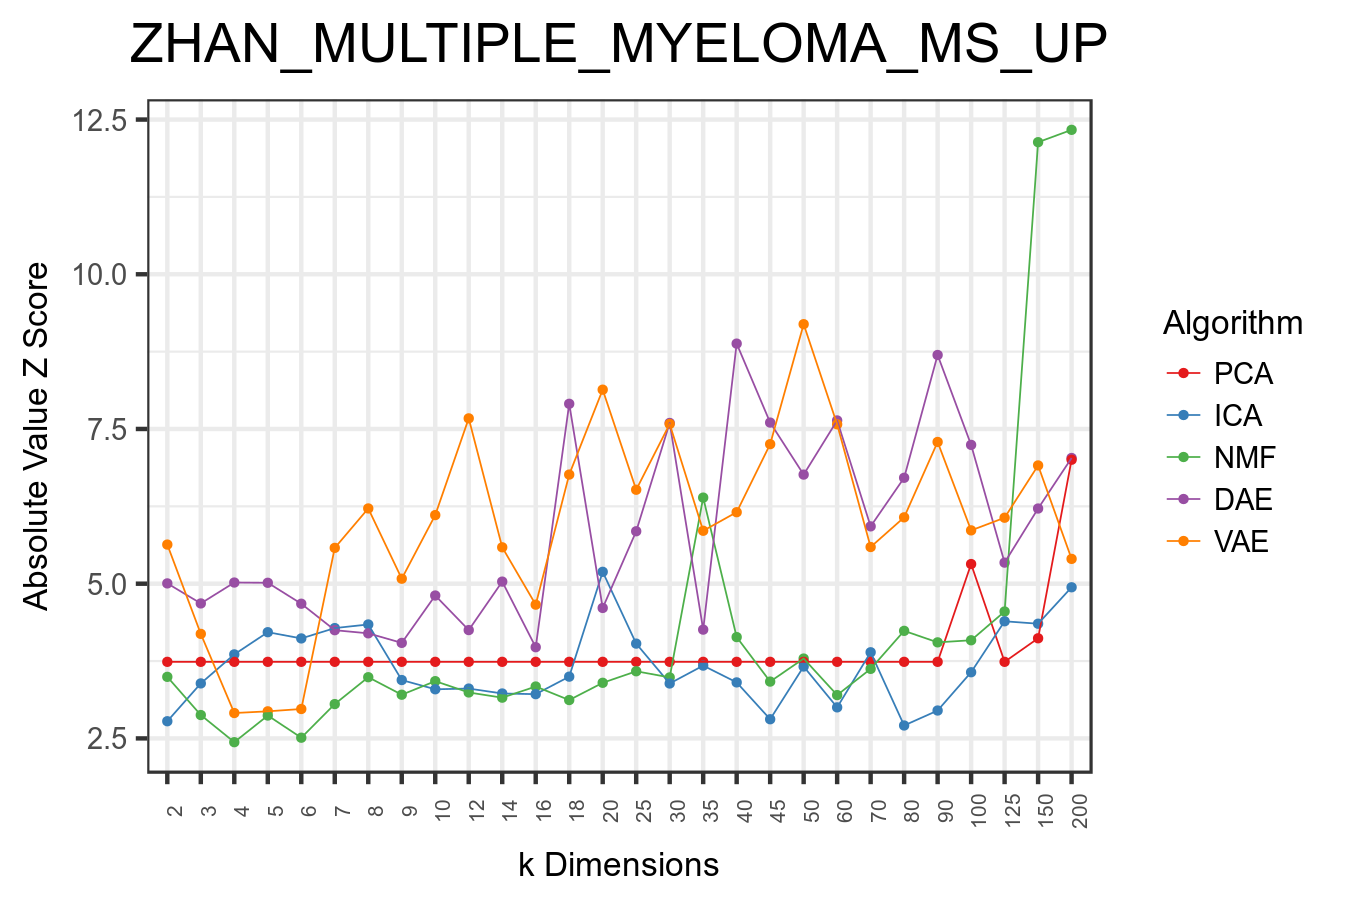 ZHAN_MULTIPLE_MYELOMA_MS_UP
Absolute Value Z Score
12.5
10.0
7.5
5.0
2.5
2 3 4 5 6 7 8 9 10 12 14 16 18 20 25 30 35 40 45 50 60 70 80 90 100 125 150 200
k Dimensions
Algorithm
PCA
ICA
NMF
DAE
VAE